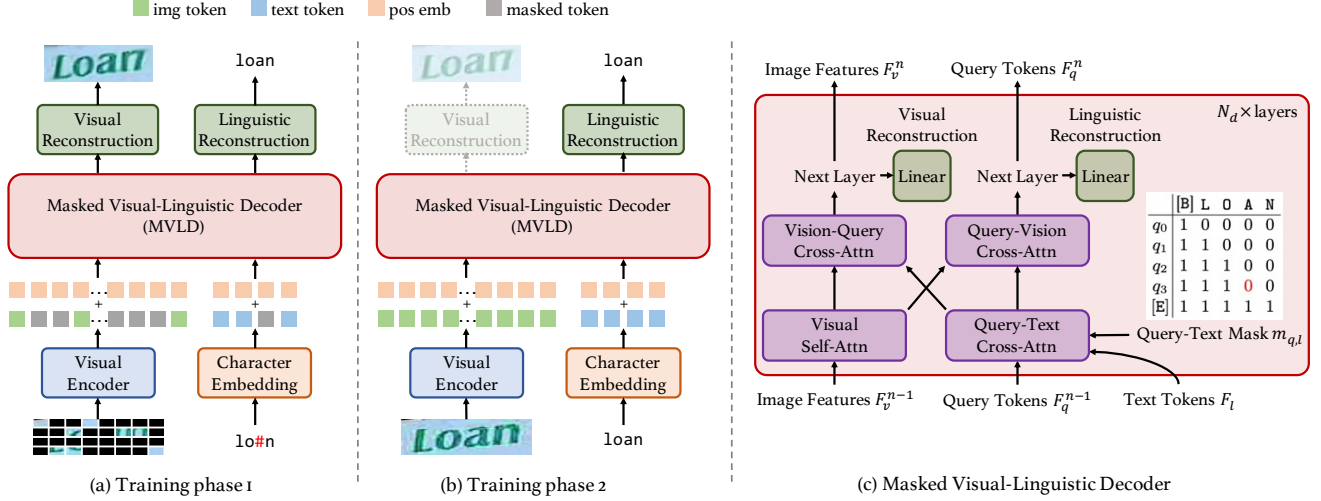 img token text token pos emb masked token
Loan
loan
Visual
Reconstruction
Linguistic
Reconstruction
Masked Visual-Linguistic Decoder
(MVLD)
...
+
+
...
Visual
Encoder
Character
Embedding
lo#n
(a) Training phase 1
Loan
loan
Visual
Reconstruction
Linguistic
Reconstruction
Masked Visual-Linguistic Decoder
(MVLD)
...
+
+
...
Visual
Encoder
Character
Embedding
Loan
loan
(b) Training phase 2
Image Features F_v^n
Query Tokens F_q^n
N_d × layers
Visual
Reconstruction
Linguistic
Reconstruction
Next Layer
Linear
Next Layer
Linear
Vision-Query
Cross-Attn
Query-Vision
Cross-Attn
[B] L O A N
q_0 1 0 0 0 0
q_1 1 1 0 0 0
q_2 1 1 1 0 0
q_3 1 1 1 0 0
[E] 1 1 1 1 1
Visual
Self-Attn
Query-Text
Cross-Attn
Query-Text Mask m_{q,l}
Image Features F_v^{n-1}
Query Tokens F_q^{n-1}
Text Tokens F_l
(c) Masked Visual-Linguistic Decoder